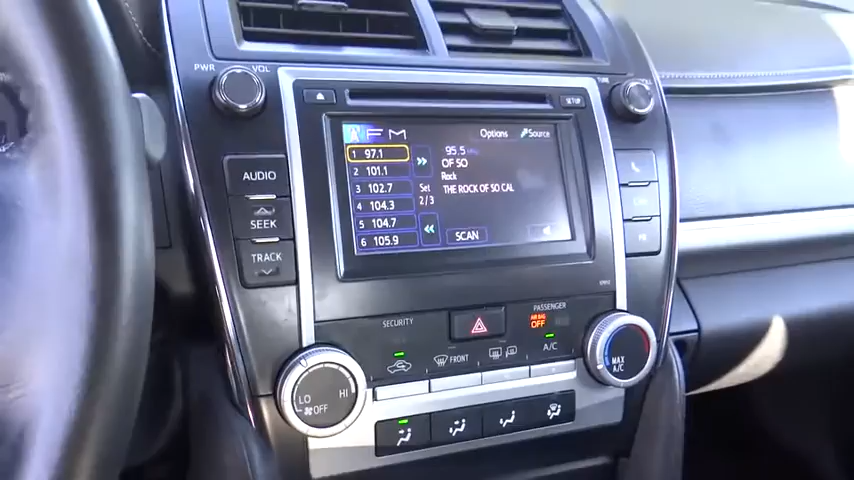 PWR VOL
TUNE
SCROLL
SETUP
FM
Options
Source
1 97.1
2 101.1
3 102.7
4 104.3
5 104.7
6 105.9
Set
2/3
95.5
OF SO
Rock
THE ROCK OF SO CAL
SCAN
AUDIO
SEEK
TRACK
SECURITY
FRONT
PASSENGER
AIR BAG
OFF
A/C
LO
HI
OFF
MAX
A/C